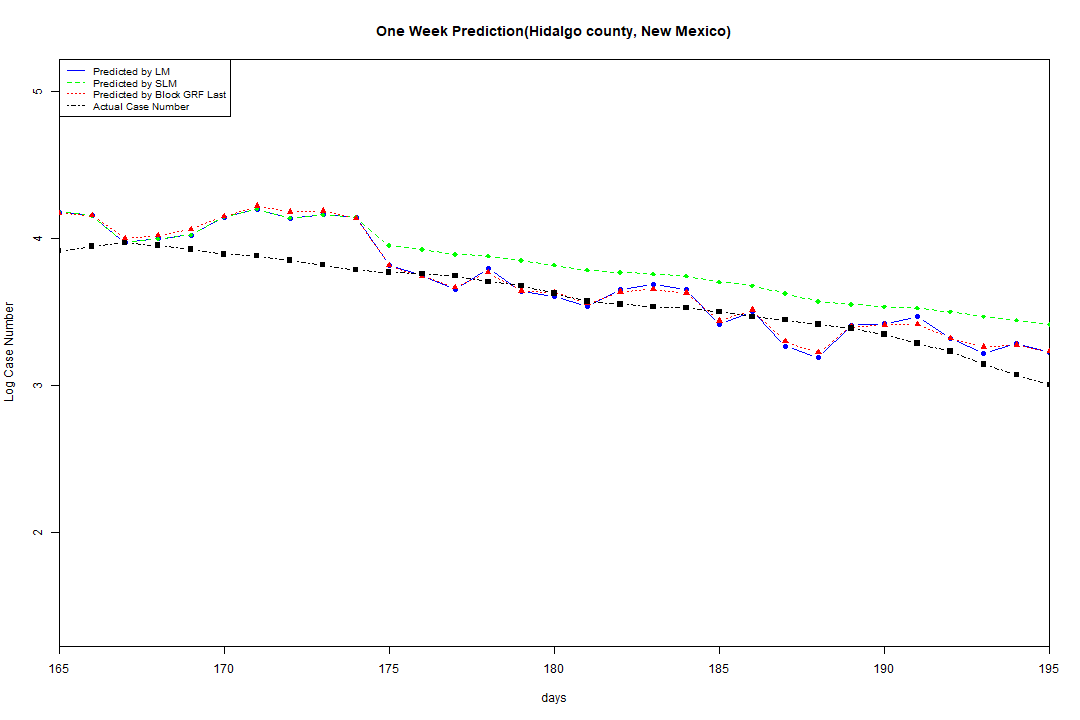 One Week Prediction(Hidalgo county, New Mexico)
Predicted by LM
Predicted by SLM
Predicted by Block GRF Last
Actual Case Number
5
4
3
2
Log Case Number
165 170 175 180 185 190 195
days